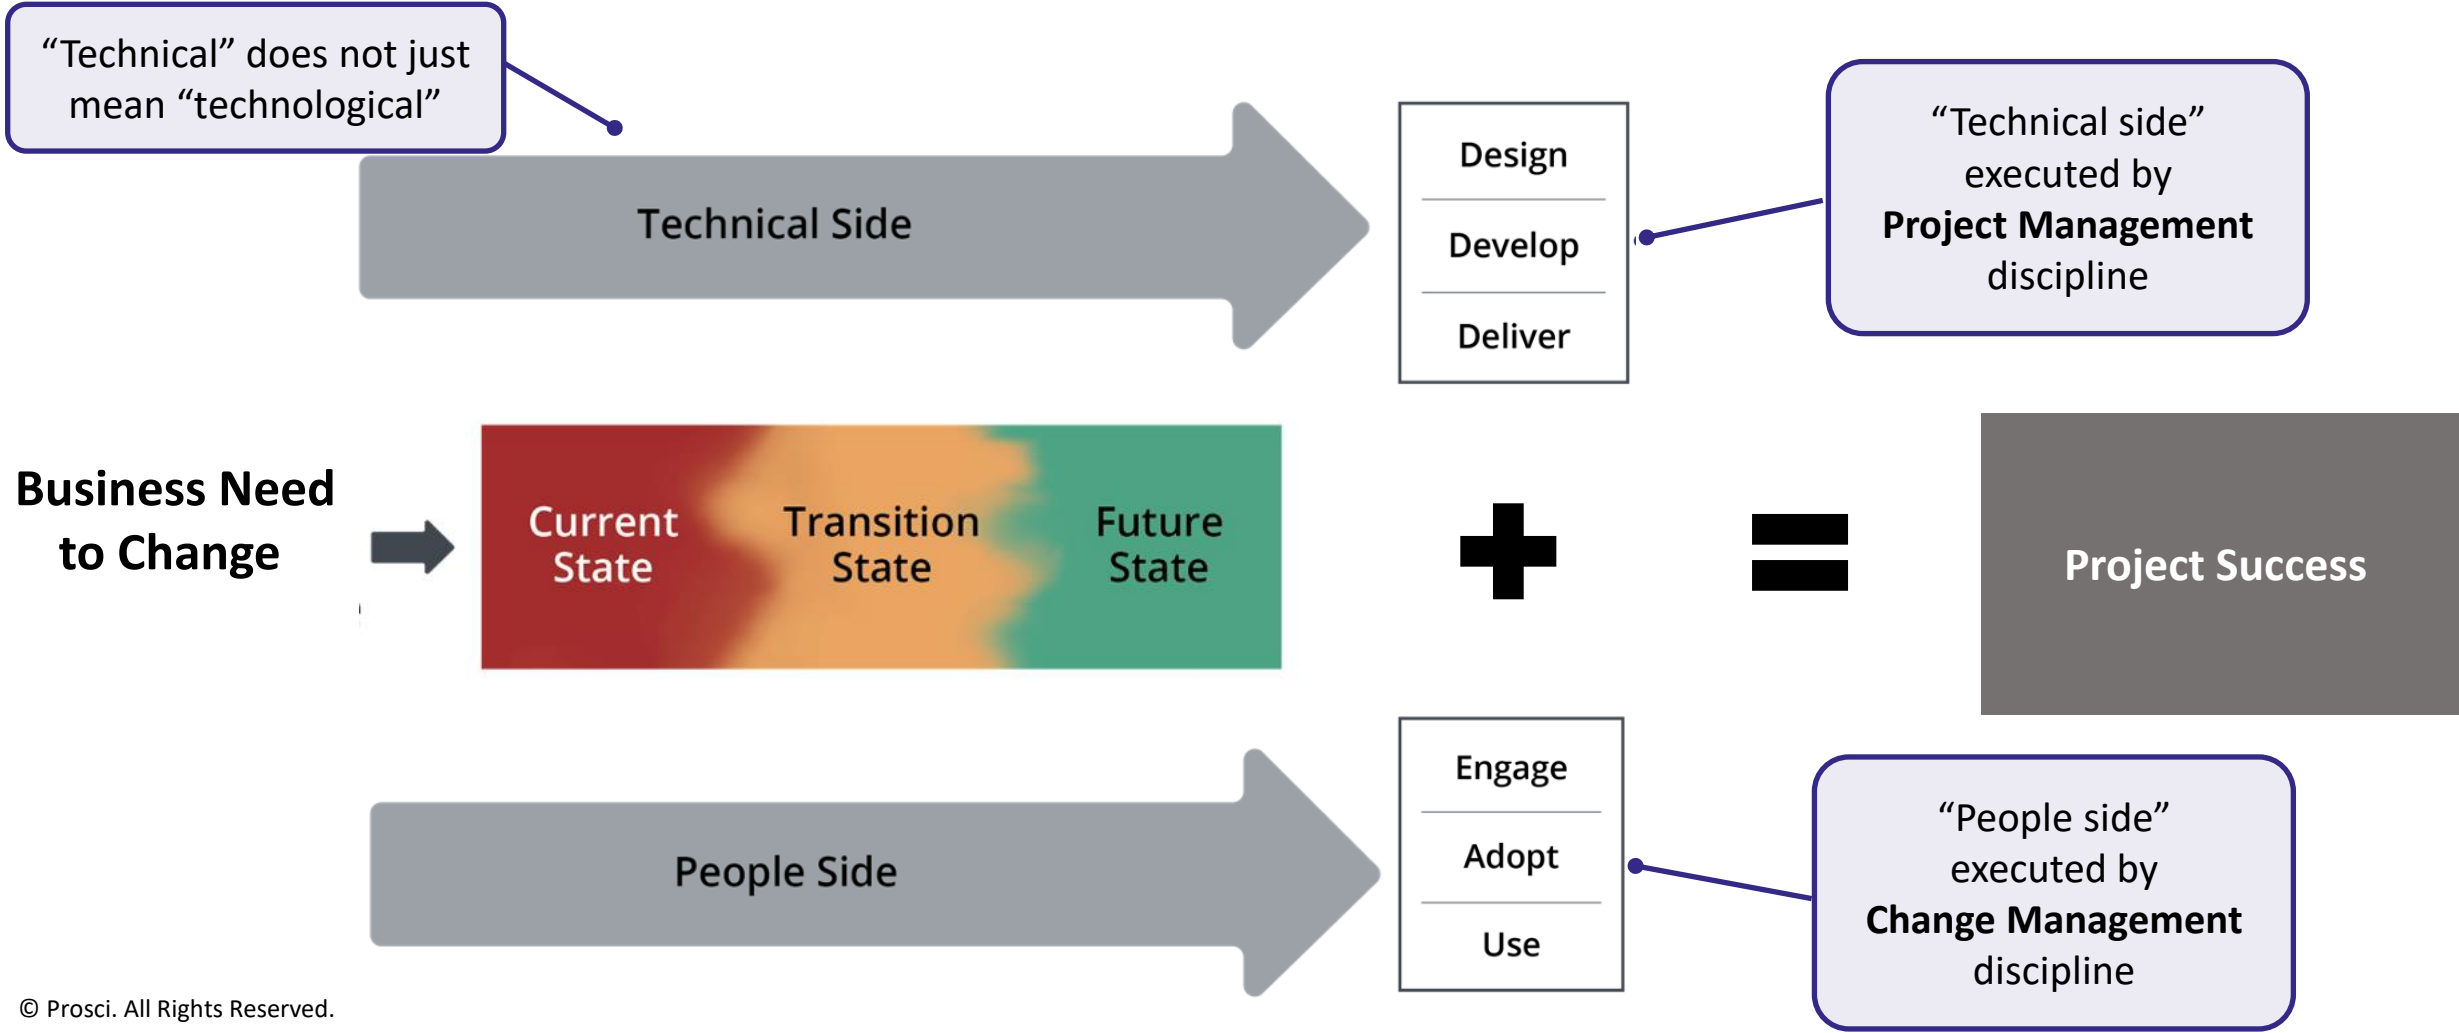 “Technical” does not just
mean “technological”
Technical Side
Design
Develop
Deliver
“Technical side”
executed by
Project Management
discipline
Business Need
to Change
Current
State
Transition
State
Future
State
Project Success
People Side
Engage
Adopt
Use
“People side”
executed by
Change Management
discipline
© Prosci. All Rights Reserved.